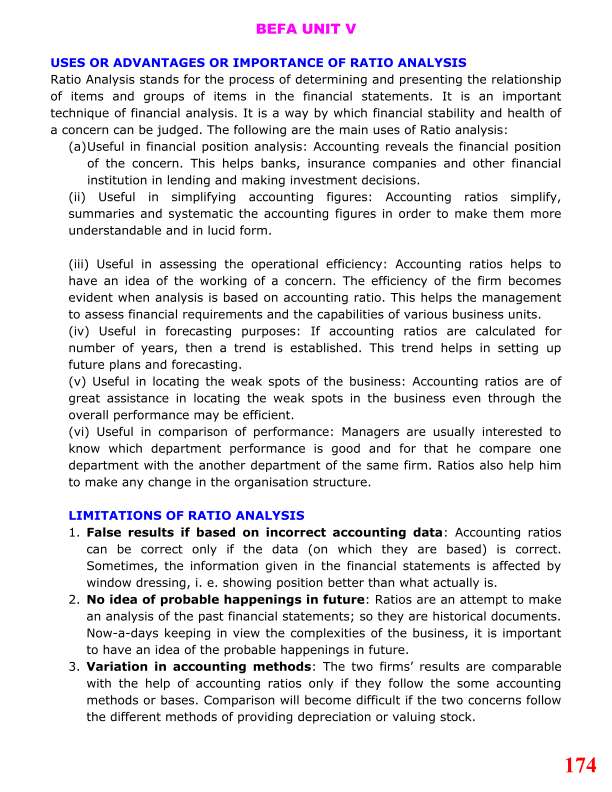 BEFA UNIT V
USES OR ADVANTAGES OR IMPORTANCE OF RATIO ANALYSIS
Ratio Analysis stands for the process of determining and presenting the relationship
of items and groups of items in the financial statements. It is an important
technique of financial analysis. It is a way by which financial stability and health of
a concern can be judged. The following are the main uses of Ratio analysis:
(a)Useful in financial position analysis: Accounting reveals the financial position
of the concern. This helps banks, insurance companies and other financial
institution in lending and making investment decisions.
(ii) Useful in simplifying accounting figures: Accounting ratios simplify,
summaries and systematic the accounting figures in order to make them more
understandable and in lucid form.
(iii) Useful in assessing the operational efficiency: Accounting ratios helps to
have an idea of the working of a concern. The efficiency of the firm becomes
evident when analysis is based on accounting ratio. This helps the management
to assess financial requirements and the capabilities of various business units.
(iv) Useful in forecasting purposes: If accounting ratios are calculated for
number of years, then a trend is established. This trend helps in setting up
future plans and forecasting.
(v) Useful in locating the weak spots of the business: Accounting ratios are of
great assistance in locating the weak spots in the business even through the
overall performance may be efficient.
(vi) Useful in comparison of performance: Managers are usually interested to
know which department performance is good and for that he compare one
department with the another department of the same firm. Ratios also help him
to make any change in the organisation structure.
LIMITATIONS OF RATIO ANALYSIS
1. False results if based on incorrect accounting data: Accounting ratios
can be correct only if the data (on which they are based) is correct.
Sometimes, the information given in the financial statements is affected by
window dressing, i. e. showing position better than what actually is.
2. No idea of probable happenings in future: Ratios are an attempt to make
an analysis of the past financial statements; so they are historical documents.
Now-a-days keeping in view the complexities of the business, it is important
to have an idea of the probable happenings in future.
3. Variation in accounting methods: The two firms’ results are comparable
with the help of accounting ratios only if they follow the some accounting
methods or bases. Comparison will become difficult if the two concerns follow
the different methods of providing depreciation or valuing stock.
174